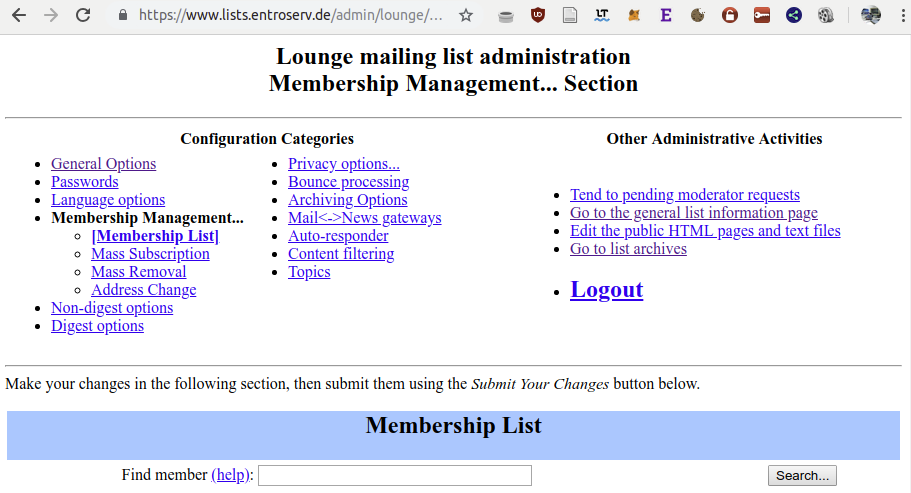 https://www.lists.entroserv.de/admin/lounge/...
Lounge mailing list administration
Membership Management... Section
Configuration Categories
General Options
Passwords
Language options
Membership Management...
[Membership List]
Mass Subscription
Mass Removal
Address Change
Non-digest options
Digest options
Privacy options...
Bounce processing
Archiving Options
Mail<->News gateways
Auto-responder
Content filtering
Topics
Other Administrative Activities
Tend to pending moderator requests
Go to the general list information page
Edit the public HTML pages and text files
Go to list archives
Logout
Make your changes in the following section, then submit them using the Submit Your Changes button below.
Membership List
Find member (help): Search...